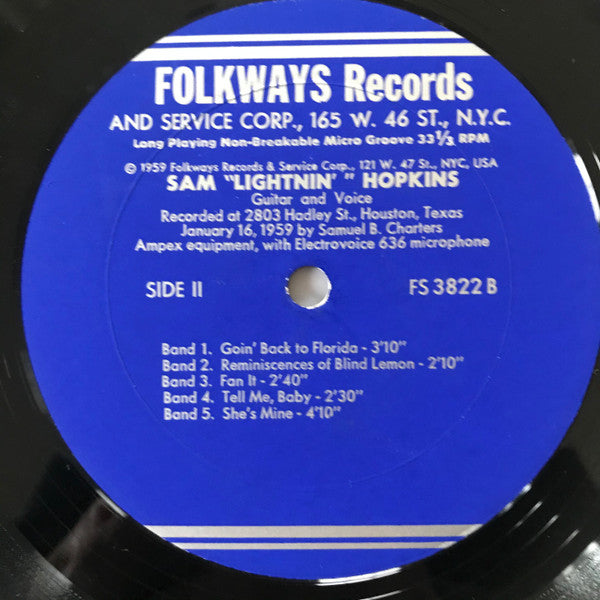 FOLKWAYS Records
AND SERVICE CORP., 165 W. 46 ST., N.Y.C.
Long Playing Non-Breakable Micro Groove 33⅓ RPM
© 1959 Folkways Records & Service Corp., 121 W. 47 St., NYC, USA
SAM "LIGHTNIN' " HOPKINS
Guitar and Voice
Recorded at 2803 Hadley St., Houston, Texas
January 16, 1959 by Samuel B. Charters
Ampex equipment, with Electrovoice 636 microphone
SIDE II FS 3822 B
Band 1. Goin' Back to Florida - 3'10"
Band 2. Reminiscences of Blind Lemon - 2'10"
Band 3. Fan It - 2'40"
Band 4. Tell Me, Baby - 2'30"
Band 5. She's Mine - 4'10"